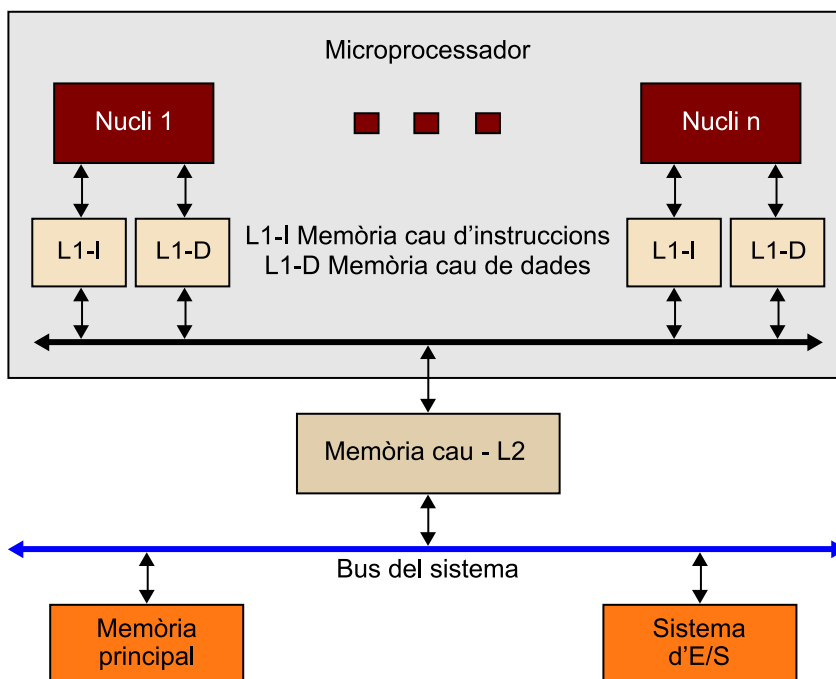 Microprocessador
Nucli 1
Nucli n
L1-I
L1-D
L1-I Memòria cau d'instruccions
L1-D Memòria cau de dades
L1-I
L1-D
Memòria cau - L2
Bus del sistema
Memòria
principal
Sistema
d'E/S